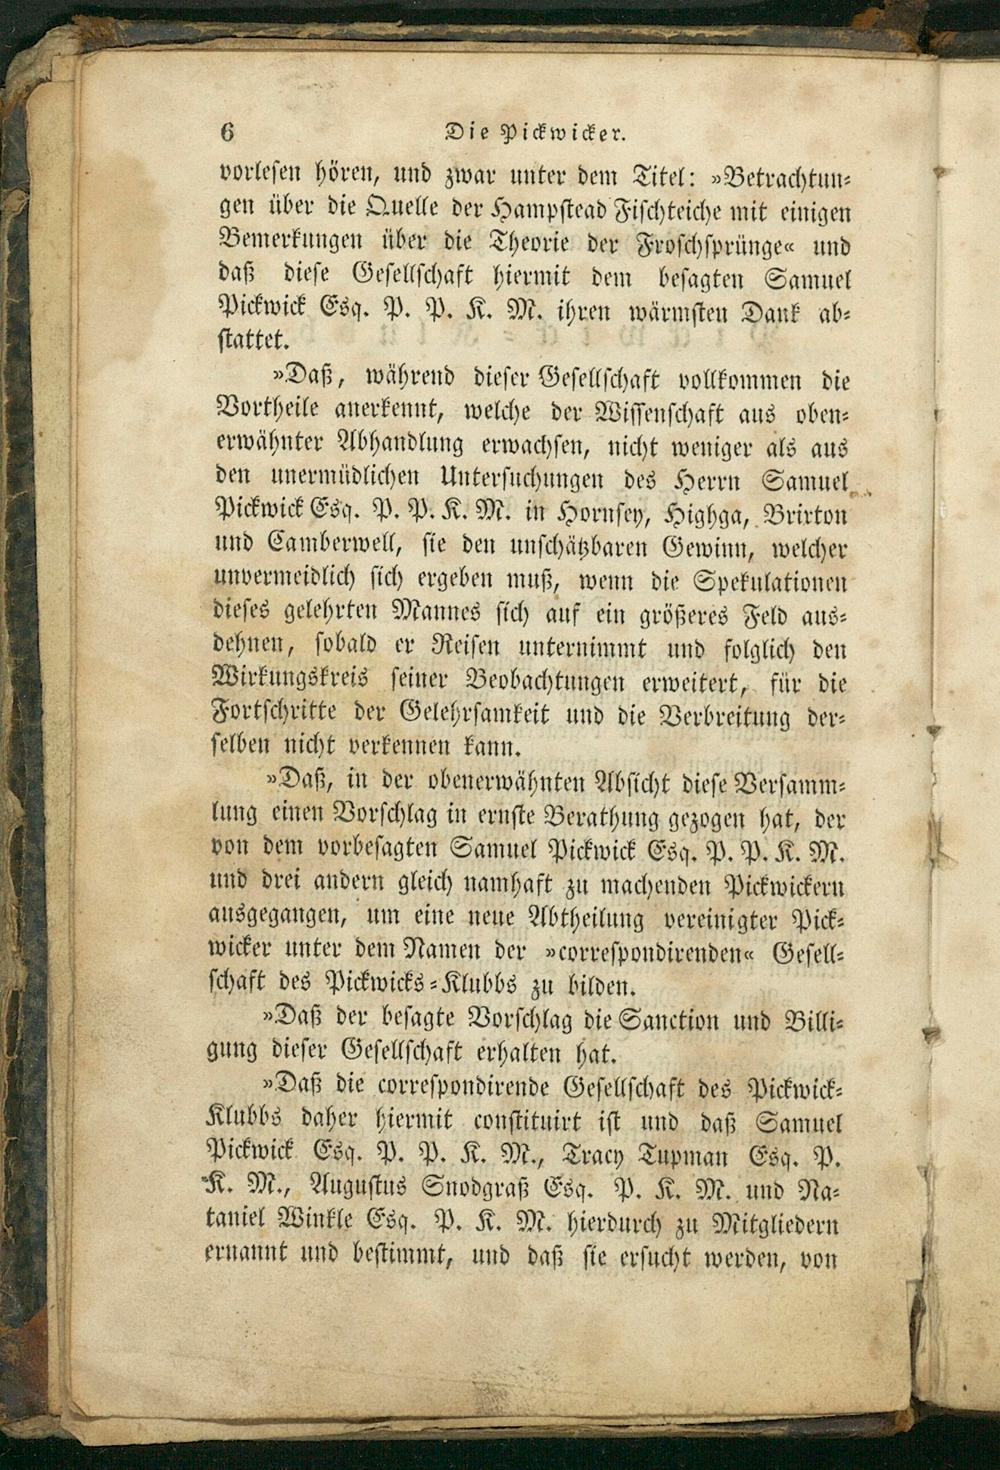 6 Die Pickwicker.
vorlesen hören, und zwar unter dem Titel: »Betrachtun-
gen über die Quelle der Hampstead Fischteiche mit einigen
Bemerkungen über die Theorie der Froschsprünge« und
daß diese Gesellschaft hiermit dem besagten Samuel
Pickwick Esq. P. P. K. M. ihren wärmsten Dank ab-
stattet.
»Daß, während dieser Gesellschaft vollkommen die
Vortheile anerkennt, welche der Wissenschaft aus oben-
erwähnter Abhandlung erwachsen, nicht weniger als aus
den unermüdlichen Untersuchungen des Herrn Samuel
Pickwick Esq. P. P. K. M. in Hornsey, Highga, Brixton
und Camberwell, sie den unschätzbaren Gewinn, welcher
unvermeidlich sich ergeben muß, wenn die Spekulationen
dieses gelehrten Mannes sich auf ein größeres Feld aus-
dehnen, sobald er Reisen unternimmt und folglich den
Wirkungskreis seiner Beobachtungen erweitert, für die
Fortschritte der Gelehrsamkeit und die Verbreitung der-
selben nicht verkennen kann.
»Daß, in der obenerwähnten Absicht diese Versamm-
lung einen Vorschlag in ernste Berathung gezogen hat, der
von dem vorbesagten Samuel Pickwick Esq. P. P. K. M.
und drei andern gleich namhaft zu machenden Pickwickern
ausgegangen, um eine neue Abtheilung vereinigter Pick-
wicker unter dem Namen der »correspondirenden« Gesell-
schaft des Pickwicks-Klubbs zu bilden.
»Daß der besagte Vorschlag die Sanction und Billi-
gung dieser Gesellschaft erhalten hat.
»Daß die correspondirende Gesellschaft des Pickwick-
Klubbs daher hiermit constituirt ist und daß Samuel
Pickwick Esq. P. P. K. M., Tracy Tupman Esq. P.
K. M., Augustus Snodgraß Esq. P. K. M. und Na-
taniel Winkle Esq. P. K. M. hierdurch zu Mitgliedern
ernannt und bestimmt, und daß sie ersucht werden, von